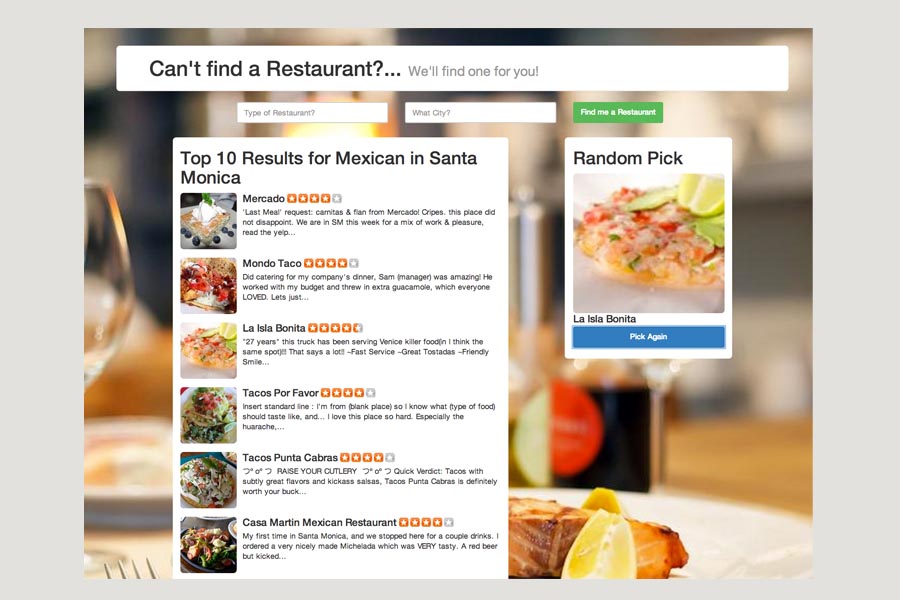 Can't find a Restaurant?... We'll find one for you!
Type of Restaurant? What City? Find me a Restaurant
Top 10 Results for Mexican in Santa
Monica
Mercado
'Last Meal' request: carnitas & flan from Mercado! Cripes. this place did
not disappoint. We are in SM this week for a mix of work & pleasure,
read the yelp...
Mondo Taco
Did catering for my company's dinner, Sam (manager) was amazing! He
worked with my budget and threw in extra guacamole, which everyone
LOVED. Lets just...
La Isla Bonita
"27 years" this truck has been serving Venice killer food(in I think the
same spot)!! That says a lot!! ~Fast Service ~Great Tostadas ~Friendly
Smile...
Tacos Por Favor
Insert standard line : I'm from (blank place) so I know what (type of food)
should taste like, and... I love this place so hard. Especially the
huarache,...
Tacos Punta Cabras
つ°o°つ RAISE YOUR CUTLERY つ°o°つ Quick Verdict: Tacos with
subtly great flavors and kickass salsas, Tacos Punta Cabras is definitely
worth your buck...
Casa Martin Mexican Restaurant
My first time in Santa Monica, and we stopped here for a couple drinks. I
ordered a very nicely made Michelada which was VERY tasty. A red beer
but kicked...
Random Pick
La Isla Bonita
Pick Again